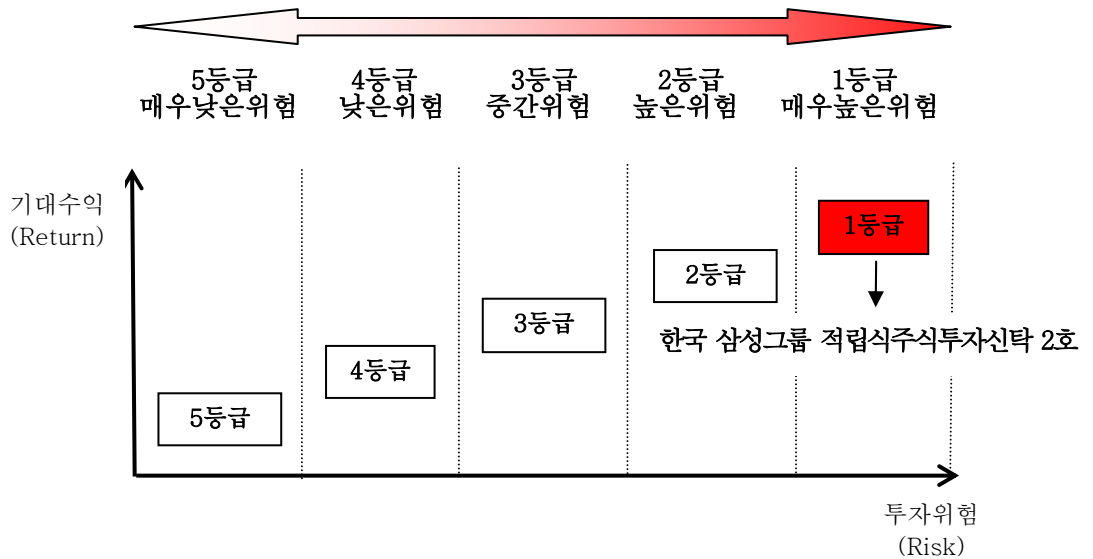 5등급 4등급 3등급 2등급 1등급
매우낮은위험 낮은위험 중간위험 높은위험 매우높은위험
기대수익
(Return)
1등급
2등급
3등급
한국 삼성그룹 적립식주식투자신탁 2호
4등급
5등급
투자위험
(Risk)